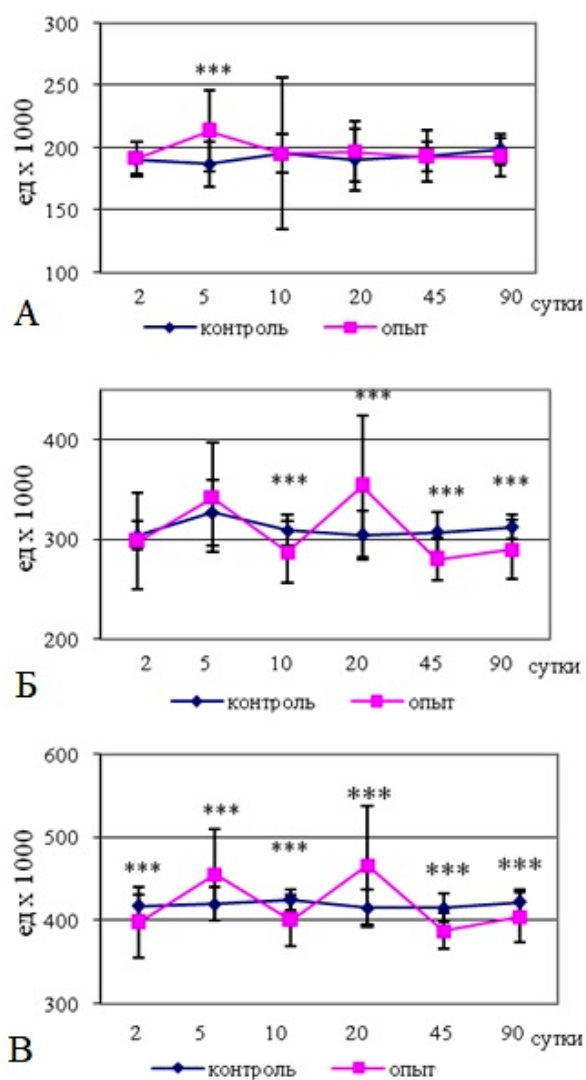 300
***
250
200
150
100
ед x 1000
2 5 10 20 45 90 сутки
А
контроль опыт
***
400
***
*** ***
300
200
ед x 1000
2 5 10 20 45 90 сутки
Б
контроль опыт
600
***
*** ***
500
*** *** ***
400
300
ед x 1000
2 5 10 20 45 90 сутки
В
контроль опыт